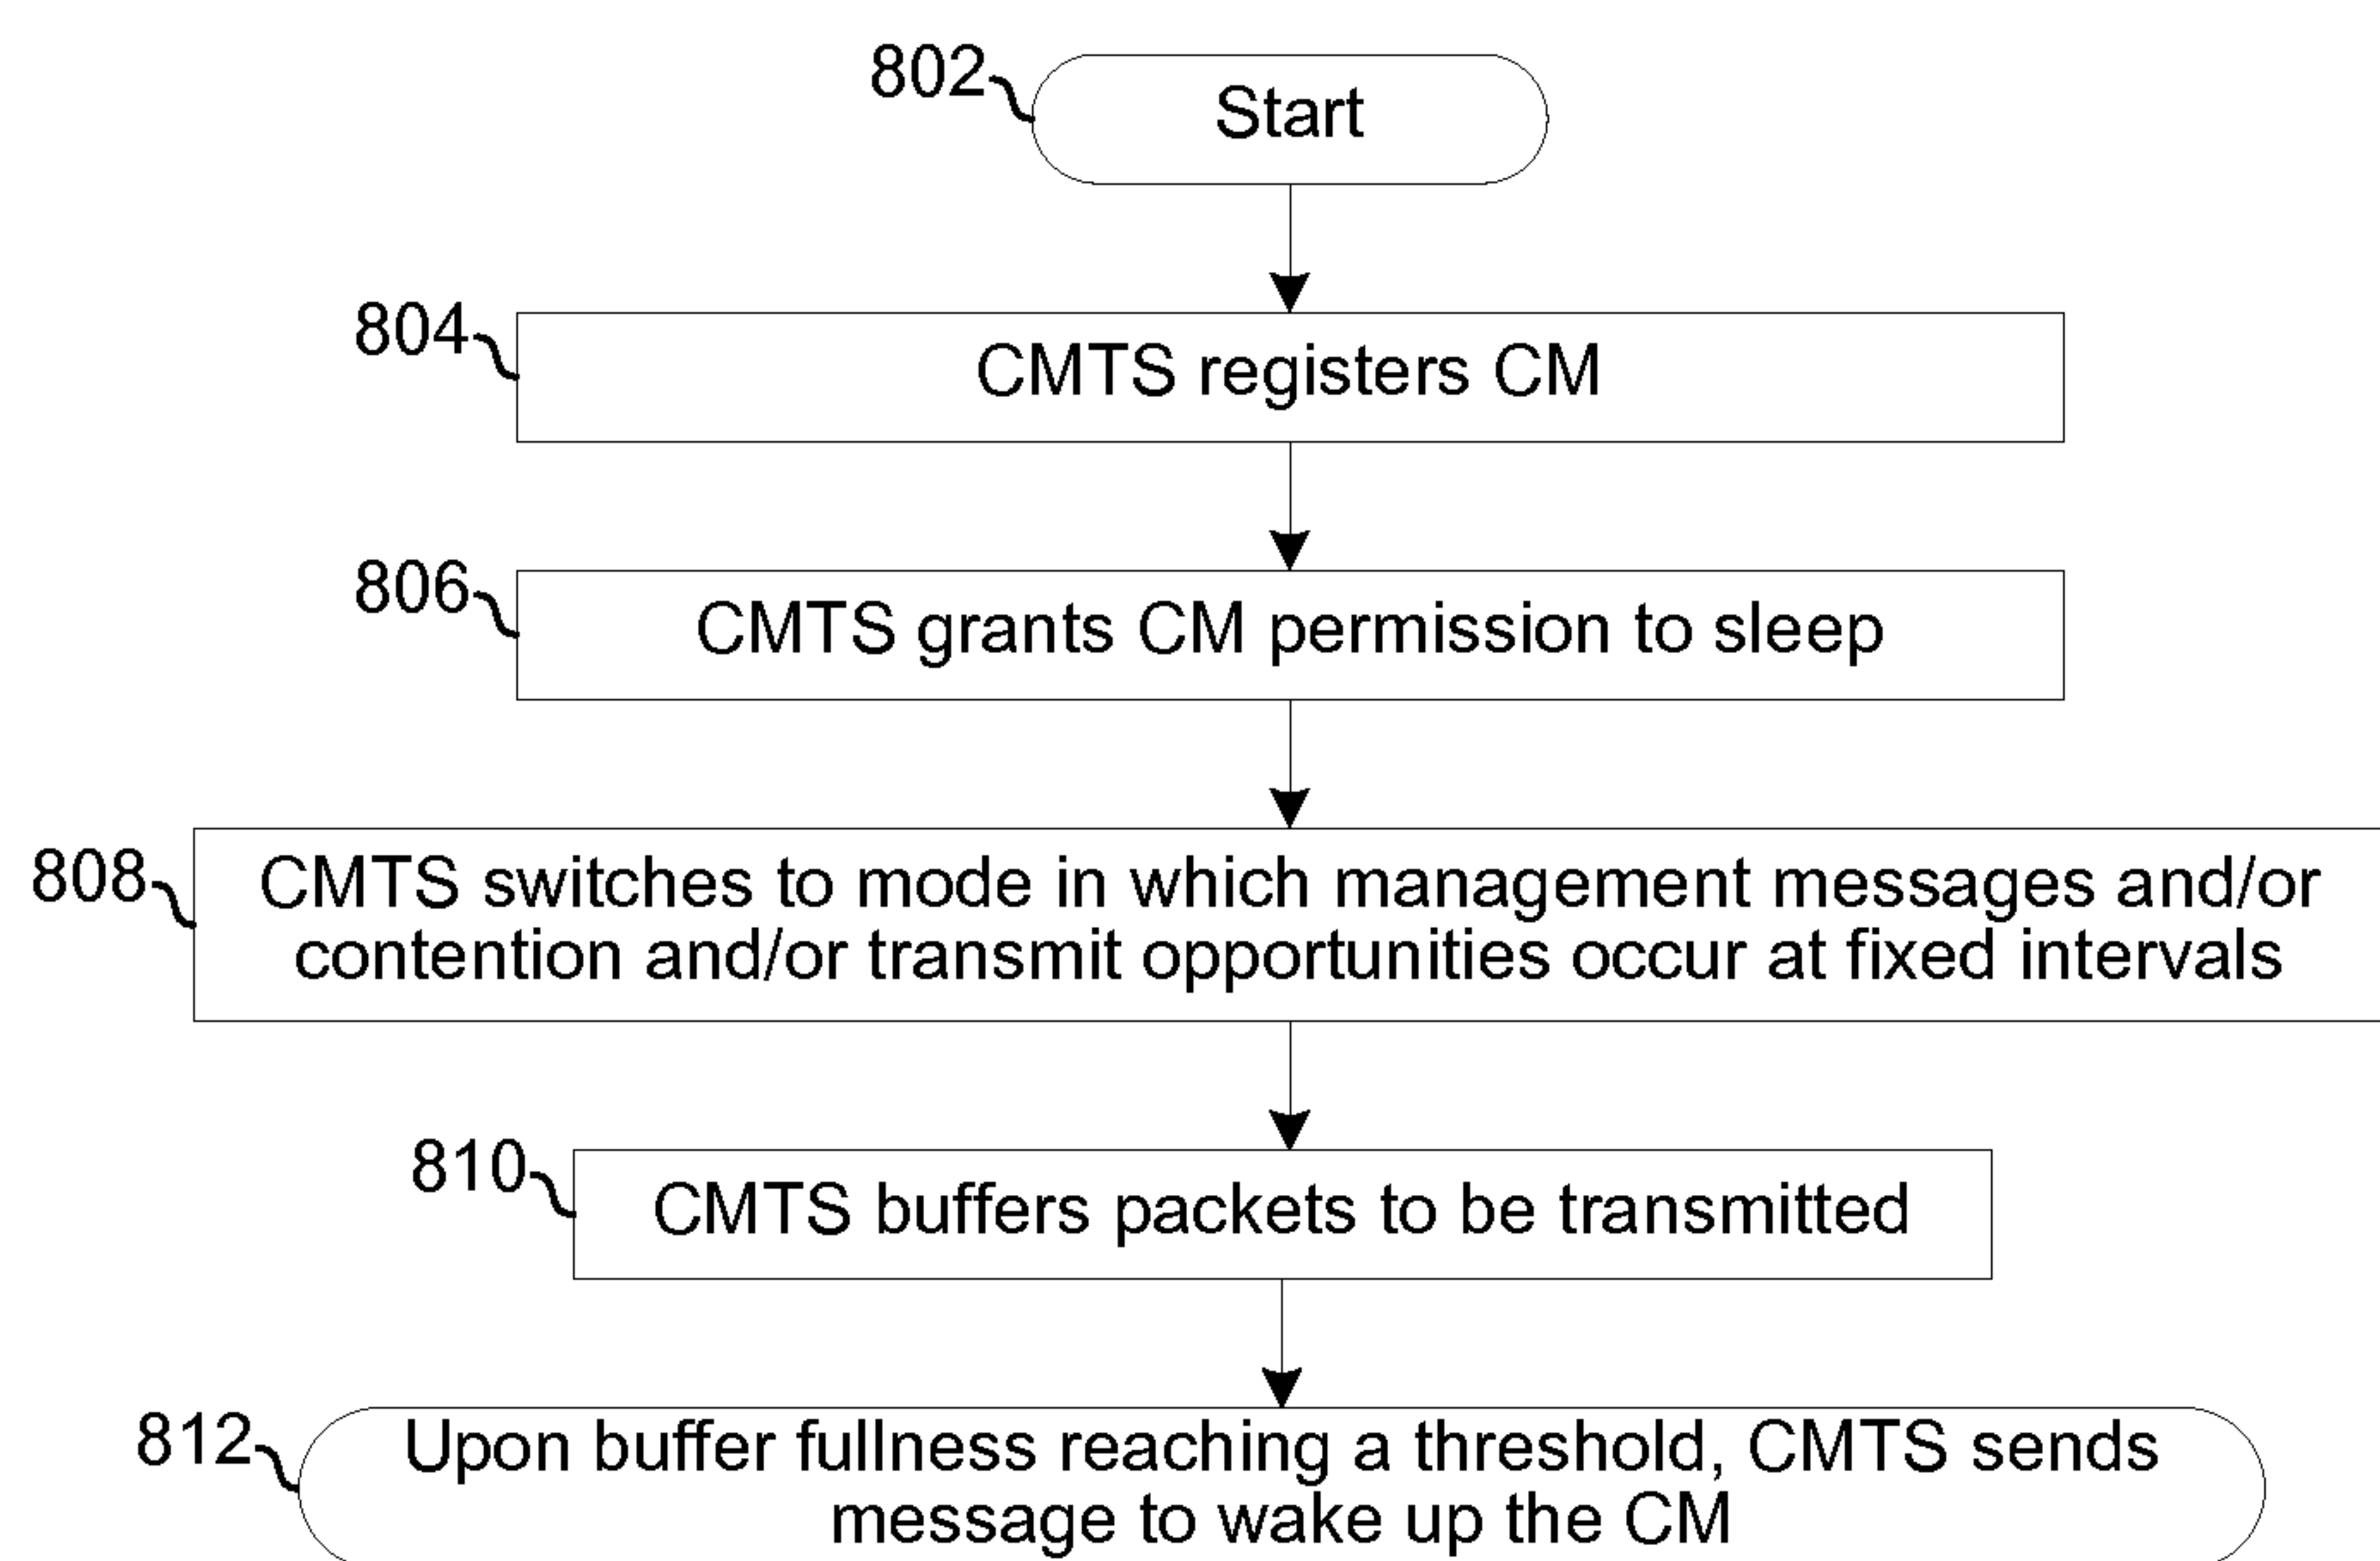 802
Start
804
CMTS registers CM
806
CMTS grants CM permission to sleep
808
CMTS switches to mode in which management messages and/or
contention and/or transmit opportunities occur at fixed intervals
810
CMTS buffers packets to be transmitted
812
Upon buffer fullness reaching a threshold, CMTS sends
message to wake up the CM